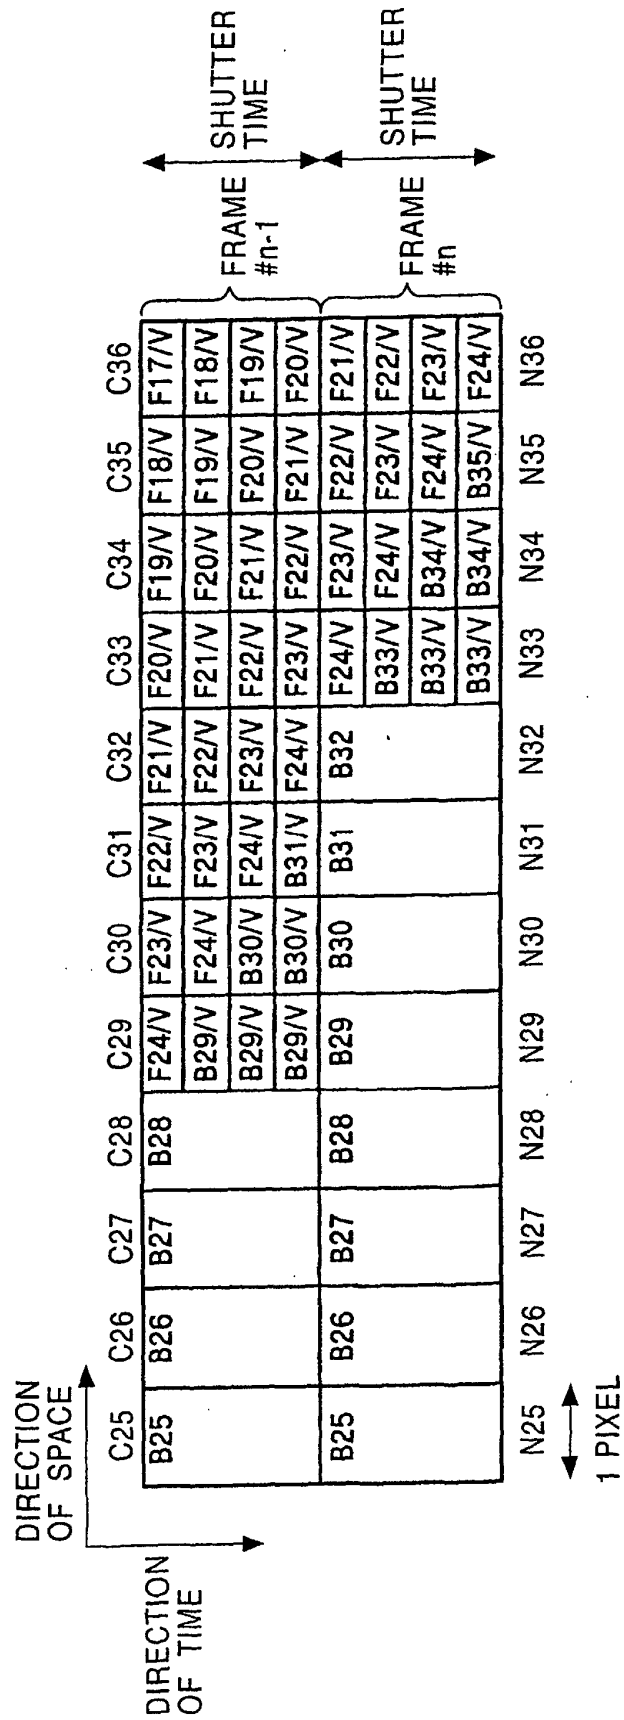 DIRECTION
OF SPACE
DIRECTION
OF TIME
C25 C26 C27 C28 C29 C30 C31 C32 C33 C34 C35 C36
B25 B26 B27 B28 F24/V F23/V F22/V F21/V F20/V F19/V F18/V F17/V
B29/V F24/V F23/V F22/V F21/V F20/V F19/V F18/V
B29/V B30/V F24/V F23/V F22/V F21/V F20/V F19/V
B29/V B30/V B31/V F24/V F23/V F22/V F21/V F20/V
FRAME
#n-1
SHUTTER
TIME
B25 B26 B27 B28 B29 B30 B31 B32 F24/V F23/V F22/V F21/V
B33/V F24/V F23/V F22/V
B33/V B34/V F24/V F23/V
B33/V B34/V B35/V F24/V
FRAME
#n
SHUTTER
TIME
N25 N26 N27 N28 N29 N30 N31 N32 N33 N34 N35 N36
1 PIXEL